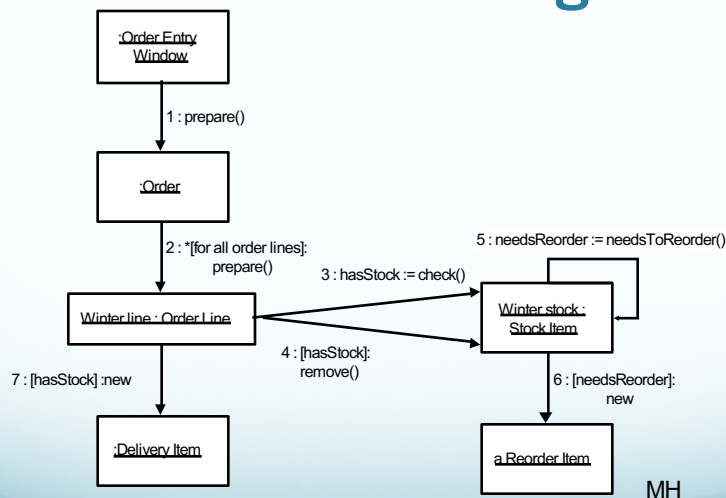 :Order Entry
Window
1 : prepare()
:Order
2 : *[for all order lines]:
prepare()
5 : needsReorder := needsToReorder()
3 : hasStock := check()
Winter line : Order Line
Winter stock :
Stock Item
4 : [hasStock]:
remove()
7 : [hasStock] :new
6 : [needsReorder]:
new
:Delivery Item
a Reorder Item
MH